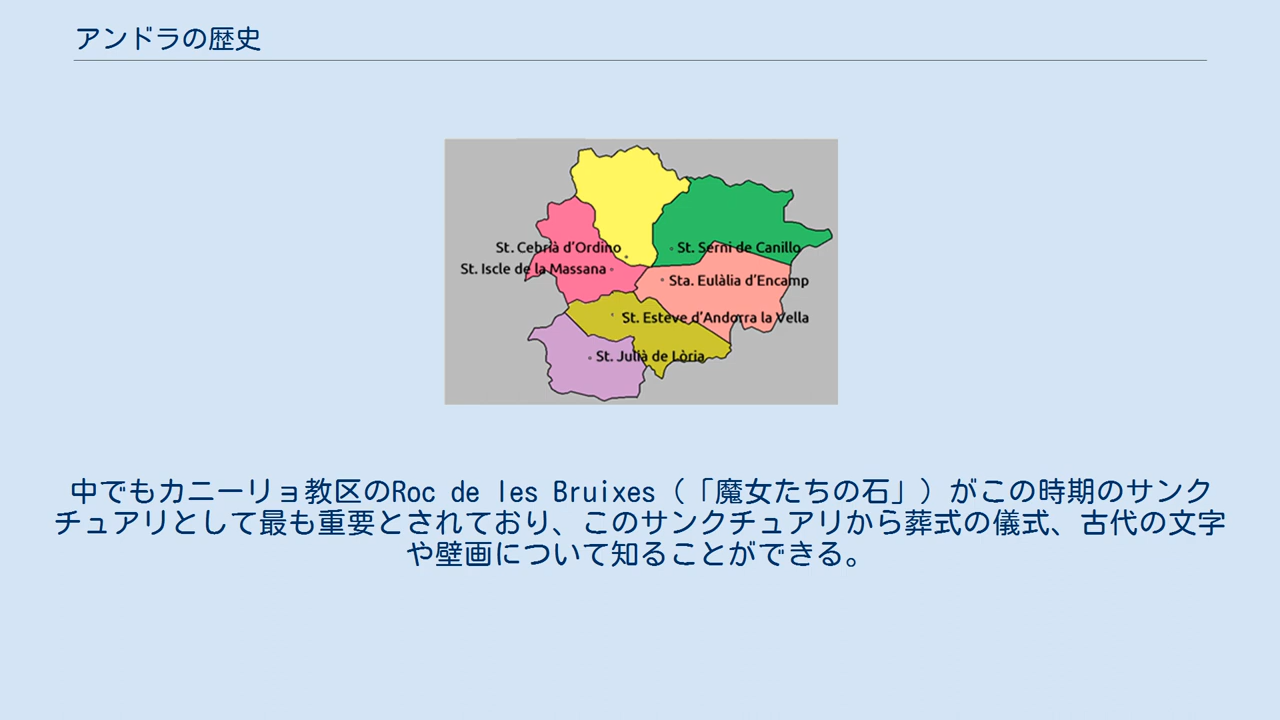 アンドラの歴史
St. Cebrià d'Ordino
St. Serni de Canillo
St. Iscle de la Massana
Sta. Eulàlia d'Encamp
St. Esteve d'Andorra la Vella
St. Julià de Lòria
中でもカニーリョ教区のRoc de les Bruixes（「魔女たちの石」）がこの時期のサンク
チュアリとして最も重要とされており、このサンクチュアリから葬式の儀式、古代の文字
や壁画について知ることができる。